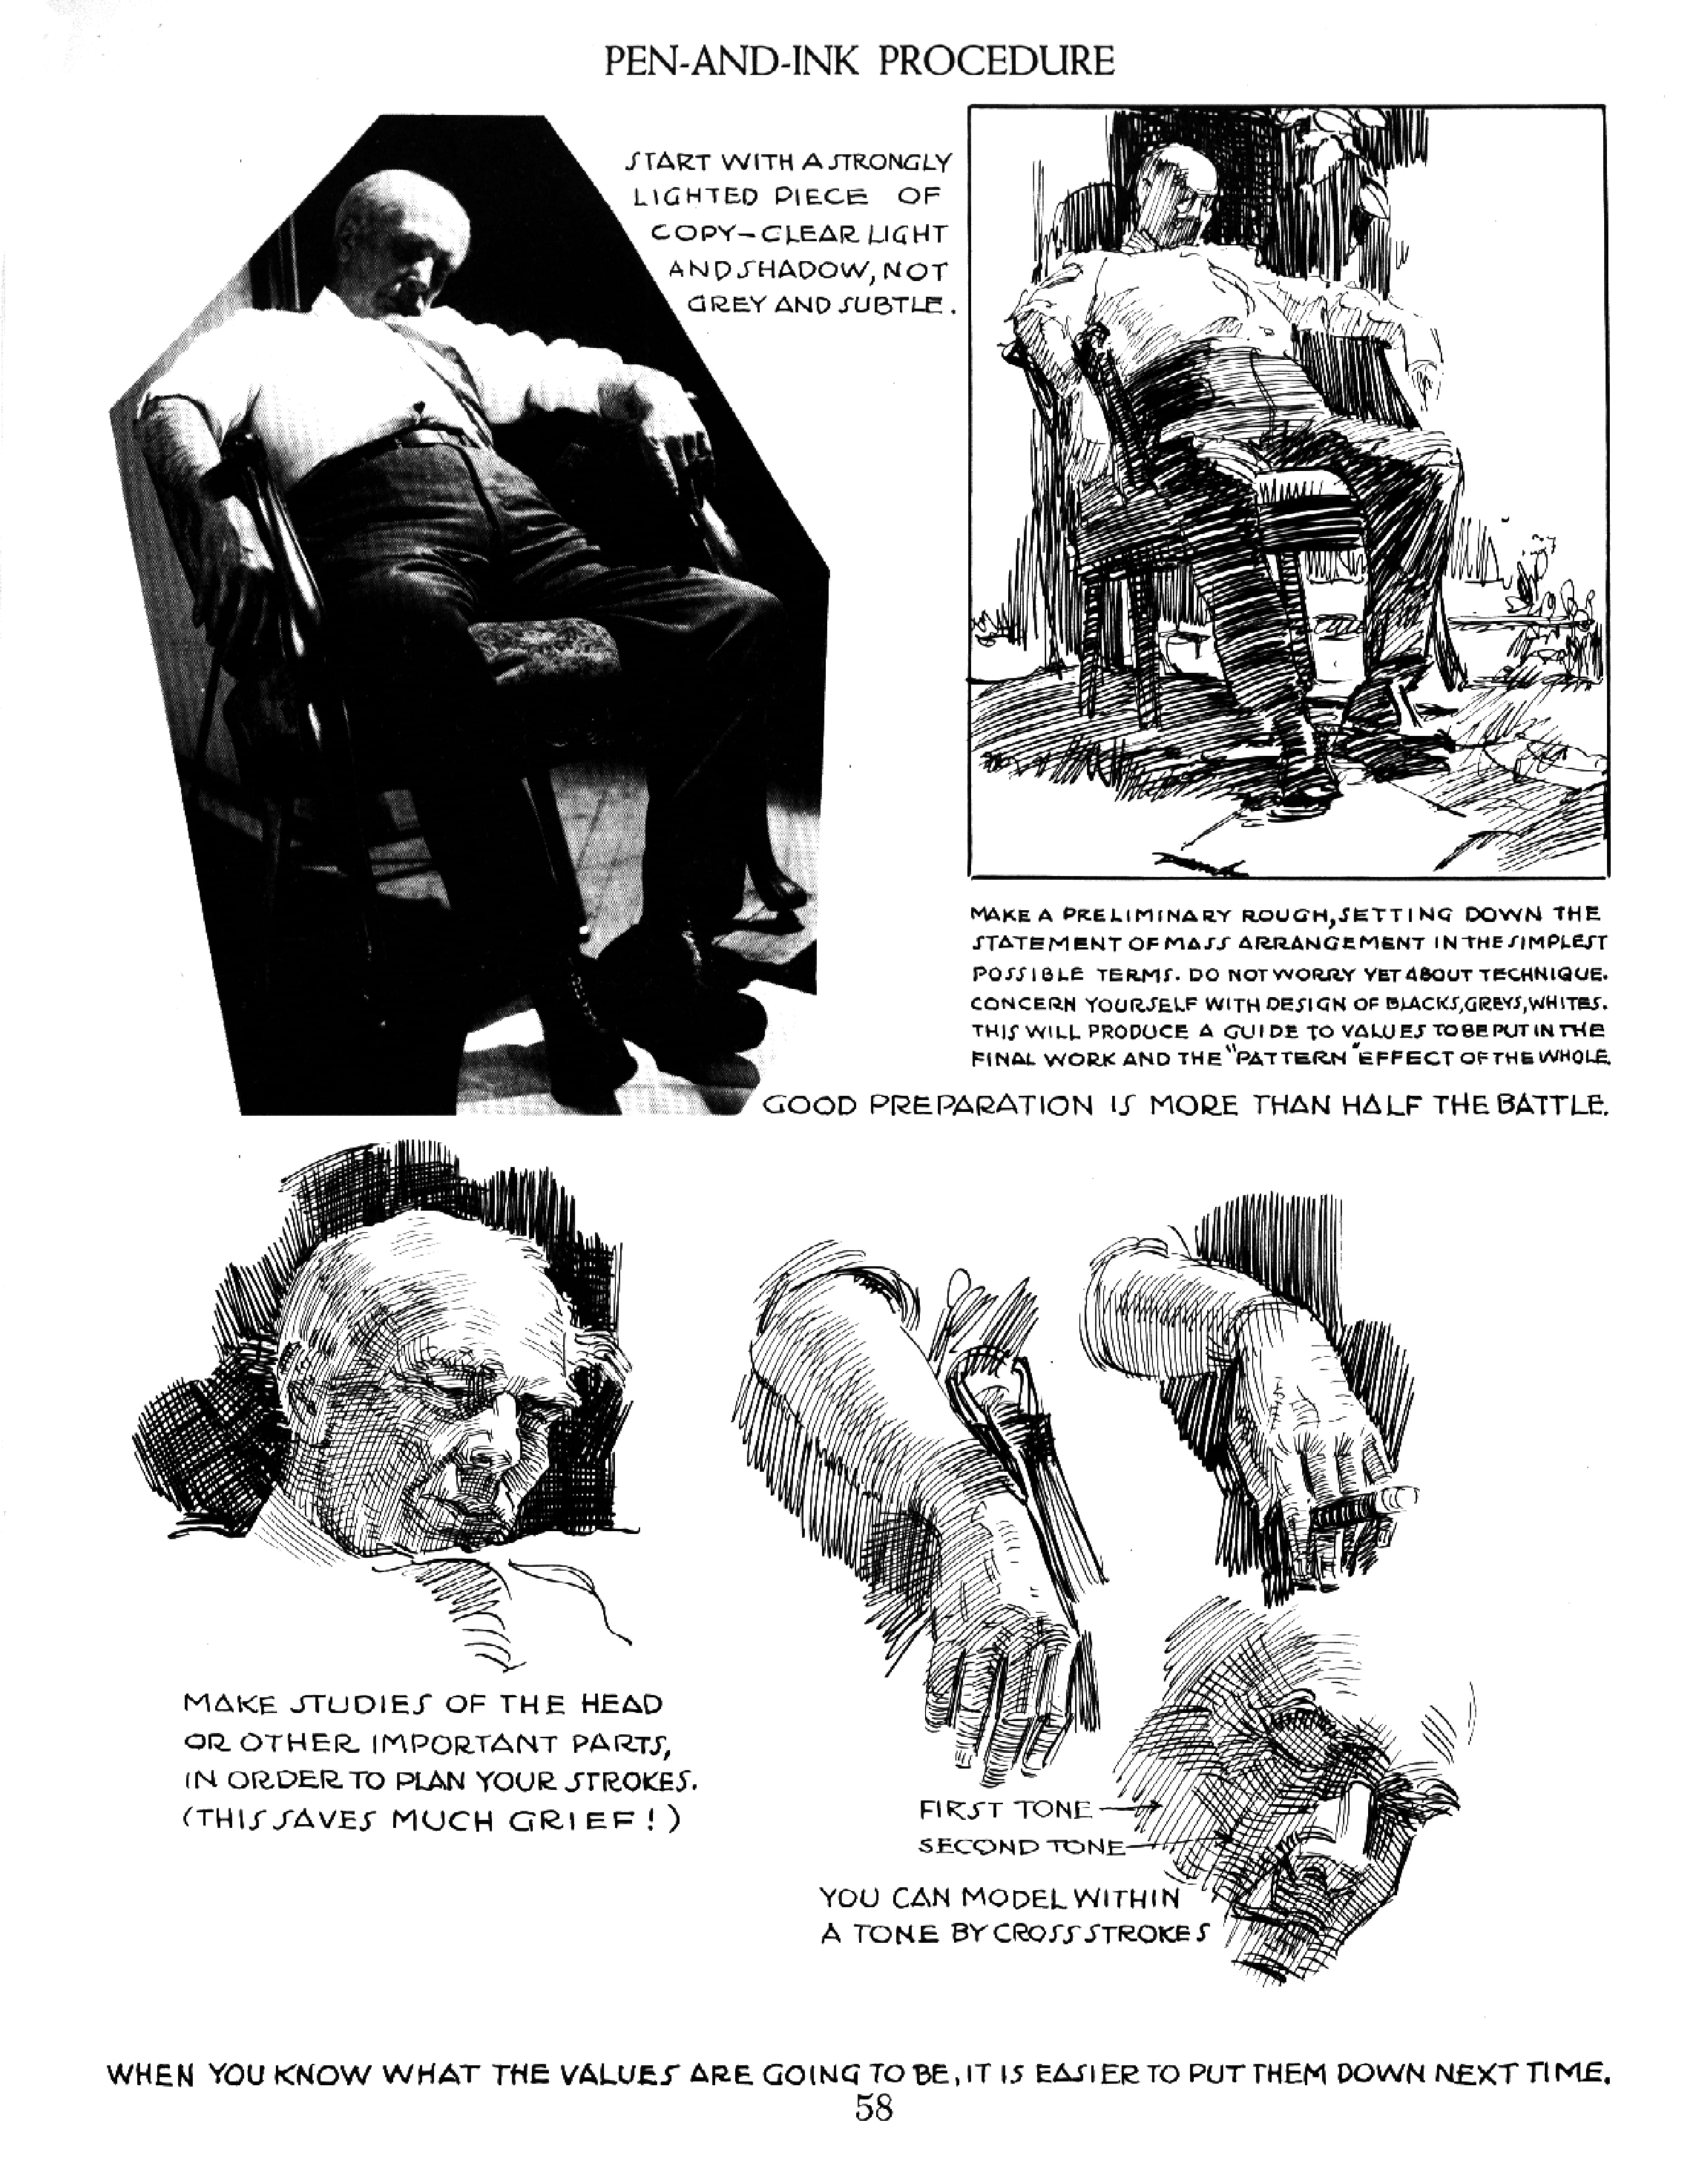 PEN-AND-INK PROCEDURE
START WITH A STRONGLY
LIGHTED PIECE OF
COPY-CLEAR LIGHT
AND SHADOW, NOT
GREY AND SUBTLE.
MAKE A PRELIMINARY ROUGH, SETTING DOWN THE
STATEMENT OF MASS ARRANGEMENT IN THE SIMPLEST
POSSIBLE TERMS. DO NOT WORRY YET ABOUT TECHNIQUE.
CONCERN YOURSELF WITH DESIGN OF BLACKS, GREYS, WHITES.
THIS WILL PRODUCE A GUIDE TO VALUES TO BE PUT IN THE
FINAL WORK AND THE "PATTERN" EFFECT OF THE WHOLE.
GOOD PREPARATION IS MORE THAN HALF THE BATTLE.
MAKE STUDIES OF THE HEAD
OR OTHER IMPORTANT PARTS,
IN ORDER TO PLAN YOUR STROKES.
(THIS SAVES MUCH GRIEF!)
FIRST TONE
SECOND TONE
YOU CAN MODEL WITHIN
A TONE BY CROSS STROKES
WHEN YOU KNOW WHAT THE VALUES ARE GOING TO BE, IT IS EASIER TO PUT THEM DOWN NEXT TIME.
58